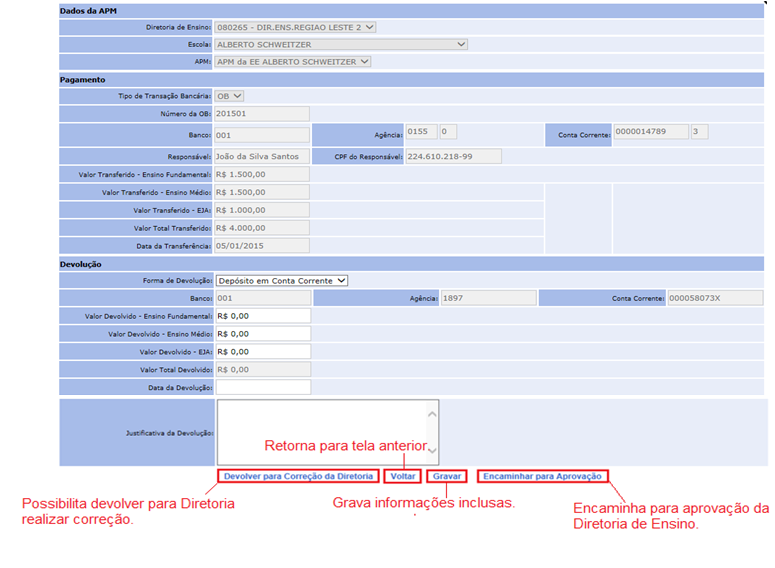 Dados da APM
Diretoria de Ensino: 080265 - DIR.ENS.REGIAO LESTE 2
Escola: ALBERTO SCHWEITZER
APM: APM da EE ALBERTO SCHWEITZER
Pagamento
Tipo de Transação Bancária: OB
Número da OB: 201501
Banco: 001 Agência: 0155 0 Conta Corrente: 0000014789 3
Responsável: João da Silva Santos CPF do Responsável: 224.610.218-99
Valor Transferido - Ensino Fundamental: R$ 1.500,00
Valor Transferido - Ensino Médio: R$ 1.500,00
Valor Transferido - EJA: R$ 1.000,00
Valor Total Transferido: R$ 4.000,00
Data da Transferência: 05/01/2015
Devolução
Forma de Devolução: Depósito em Conta Corrente
Banco: 001 Agência: 1897 Conta Corrente: 000058073X
Valor Devolvido - Ensino Fundamental: R$ 0,00
Valor Devolvido - Ensino Médio: R$ 0,00
Valor Devolvido - EJA: R$ 0,00
Valor Total Devolvido: R$ 0,00
Data da Devolução:
Justificativa da Devolução:
Retorna para tela anterior.
Devolver para Correção da Diretoria Voltar Gravar Encaminhar para Aprovação
Possibilita devolver para Diretoria
realizar correção.
Grava informações inclusas.
Encaminha para aprovação da
Diretoria de Ensino.